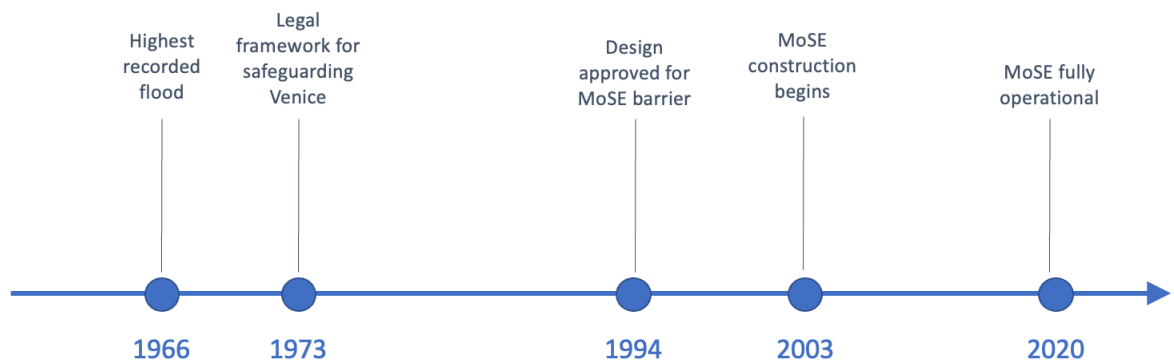 Highest
recorded
flood
Legal
framework for
safeguarding
Venice
Design
approved for
MoSE barrier
MoSE
construction
begins
MoSE fully
operational
1966
1973
1994
2003
2020